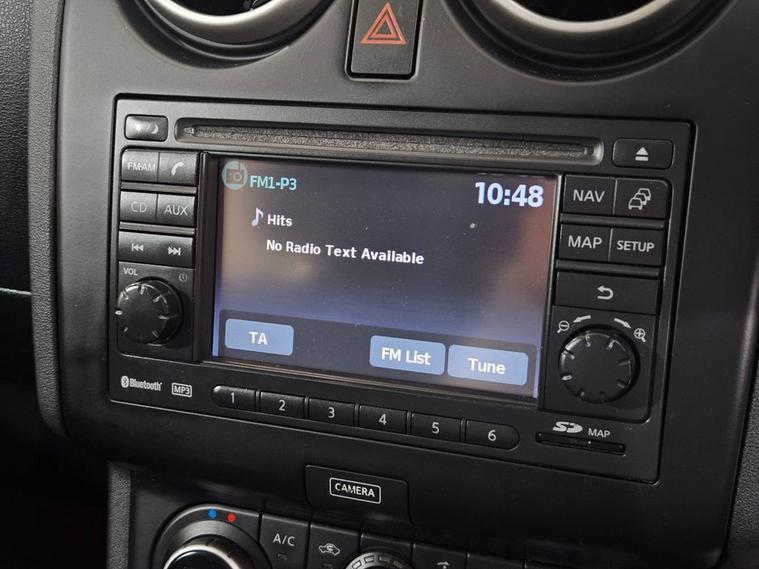 FM·AM
CD AUX
VOL
FM1-P3
10:48
Hits
No Radio Text Available
TA
FM List
Tune
NAV
MAP SETUP
Bluetooth MP3
1 2 3 4 5 6
SD MAP
CAMERA
A/C